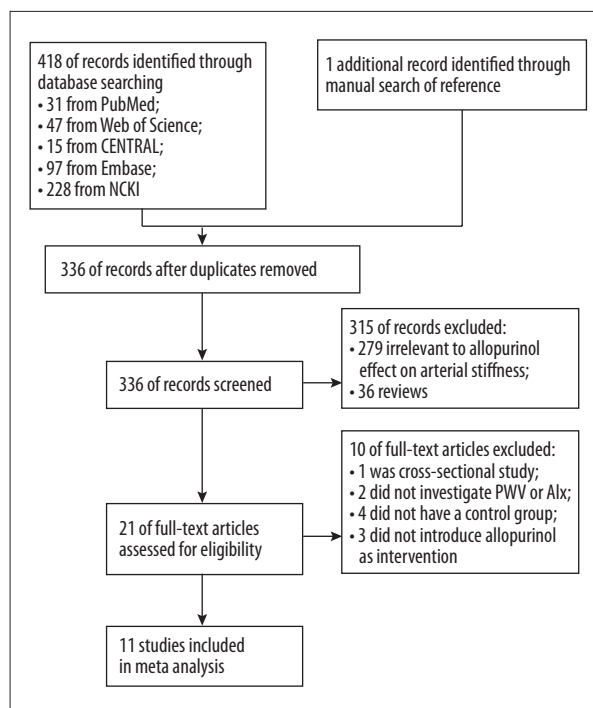 418 of records identified through
database searching
• 31 from PubMed;
• 47 from Web of Science;
• 15 from CENTRAL;
• 97 from Embase;
• 228 from NCKI
1 additional record identified through
manual search of reference
336 of records after duplicates removed
315 of records excluded:
• 279 irrelevant to allopurinol
effect on arterial stiffness;
• 36 reviews
336 of records screened
10 of full-text articles excluded:
• 1 was cross-sectional study;
• 2 did not investigate PWV or Alx;
• 4 did not have a control group;
• 3 did not introduce allopurinol
as intervention
21 of full-text articles
assessed for eligibility
11 studies included
in meta analysis